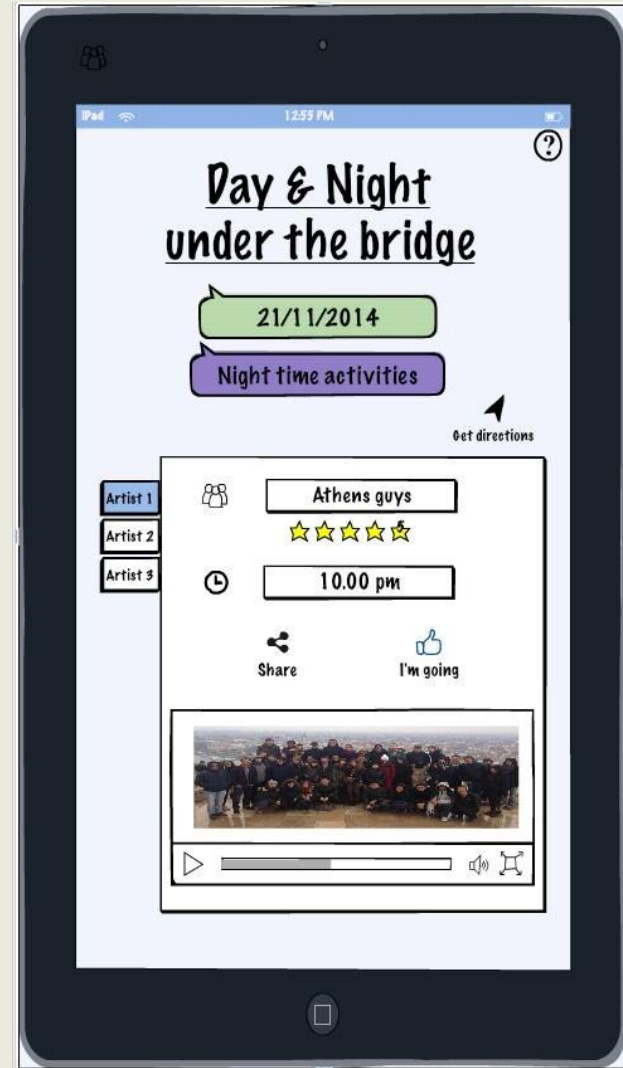 iPad 12:55 PM
?
Day & Night
under the bridge
21/11/2014
Night time activities
Get directions
Artist 1
Artist 2
Artist 3
Athens guys
5
10.00 pm
Share
I'm going